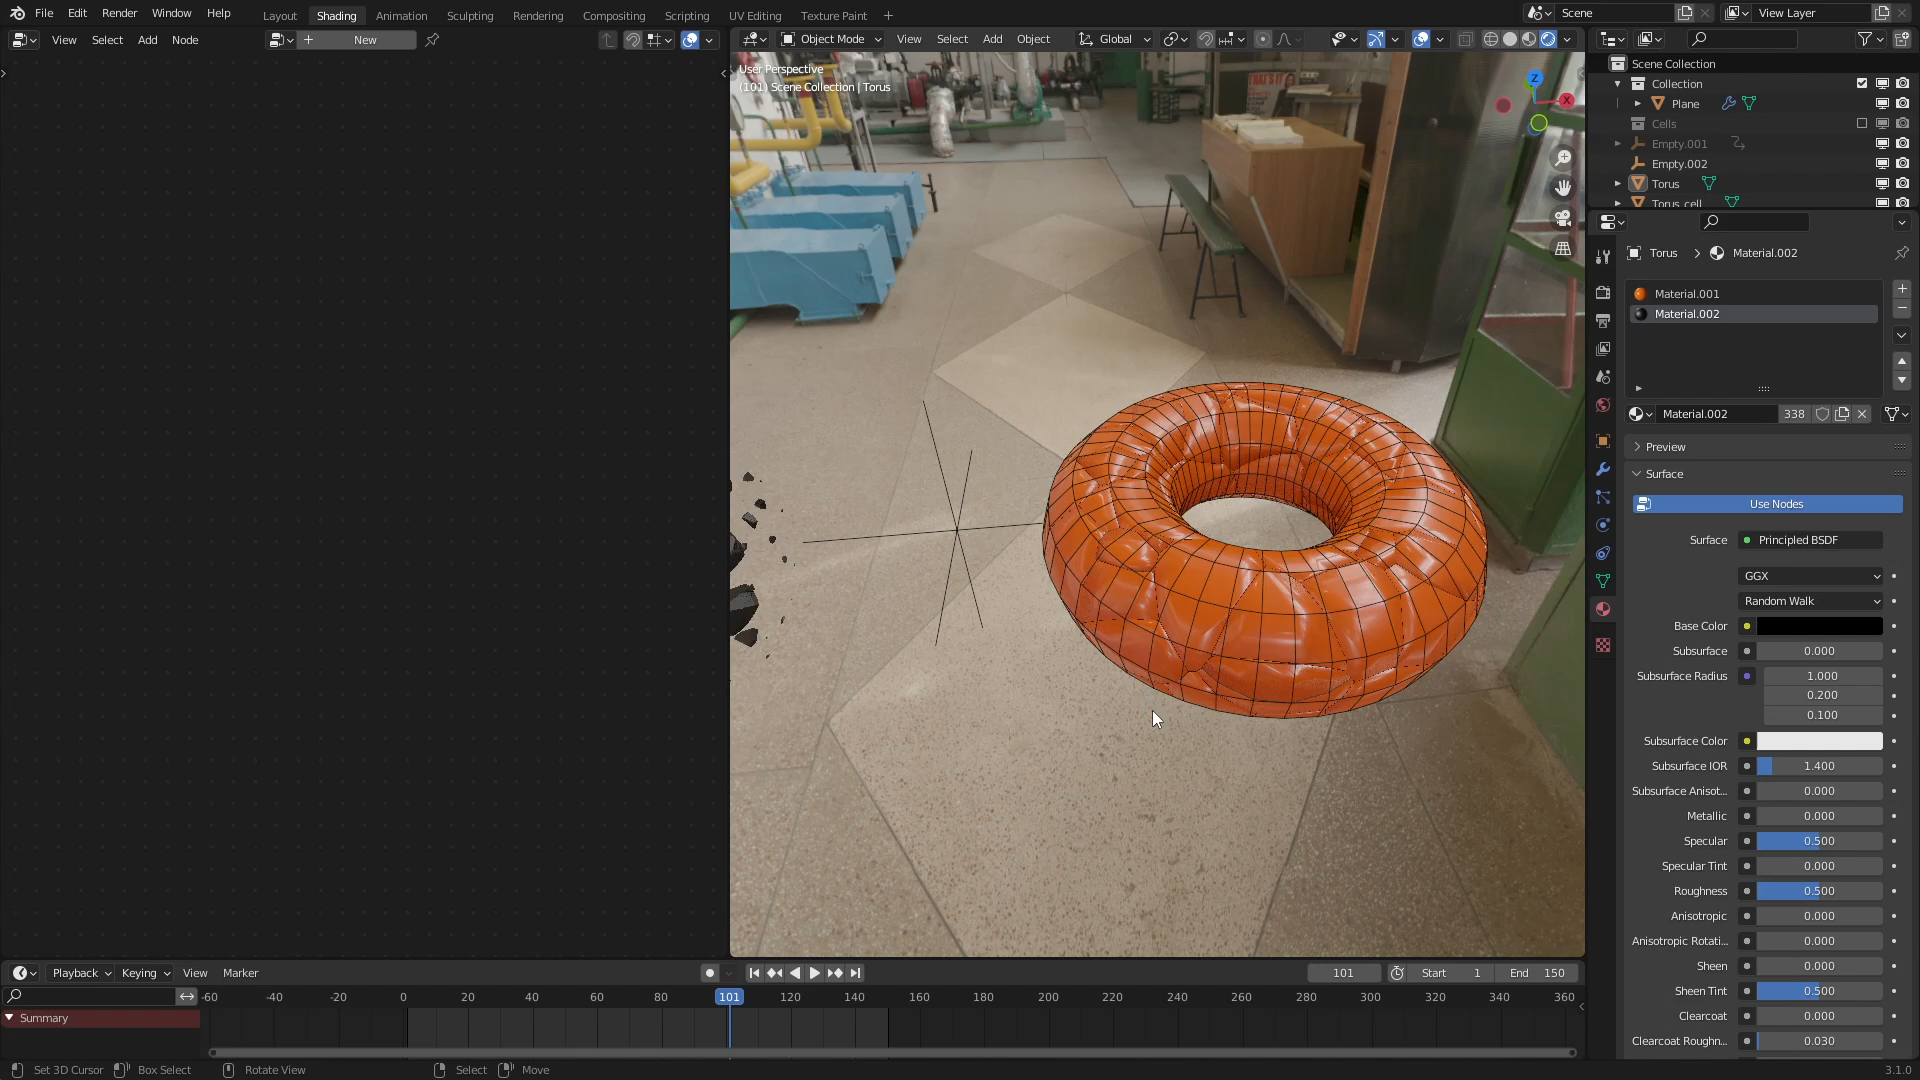 File Edit Render Window Help
Layout Shading Animation Sculpting Rendering Compositing Scripting UV Editing Texture Paint +
Scene
View Layer
View Select Add Node
New
Object Mode View Select Add Object
Global
User Perspective
(101) Scene Collection | Torus
Z
X
Scene Collection
Collection
Plane
Cells
Empty.001
Empty.002
Torus
Torus_cell
Torus > Material.002
Material.001
Material.002
Material.002 338
Preview
Surface
Use Nodes
Surface Principled BSDF
GGX
Random Walk
Base Color
Subsurface 0.000
Subsurface Radius 1.000
0.200
0.100
Subsurface Color
Subsurface IOR 1.400
Subsurface Anisot... 0.000
Metallic 0.000
Specular 0.500
Specular Tint 0.000
Roughness 0.500
Anisotropic 0.000
Anisotropic Rotati... 0.000
Sheen 0.000
Sheen Tint 0.500
Clearcoat 0.000
Clearcoat Roughn... 0.030
Playback Keying View Marker
101 Start 1 End 150
-60 -40 -20 0 20 40 60 80 101 120 140 160 180 200 220 240 260 280 300 320 340 360
Summary
Set 3D Cursor Box Select Rotate View Select Move
3.1.0